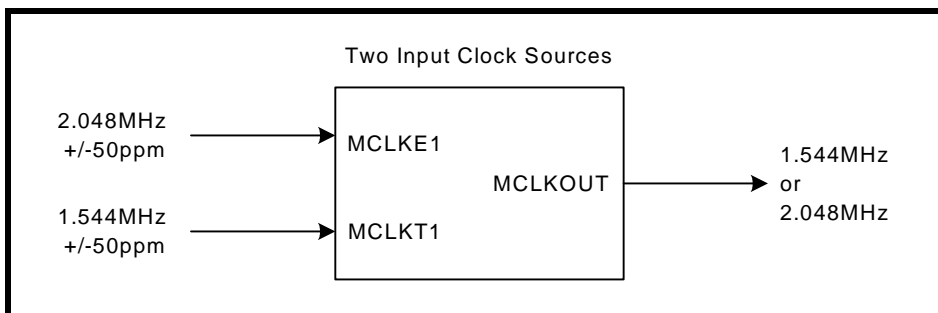 Two Input Clock Sources
2.048MHz
+/-50ppm
MCLKE1
MCLKOUT
1.544MHz
or
2.048MHz
1.544MHz
+/-50ppm
MCLKT1